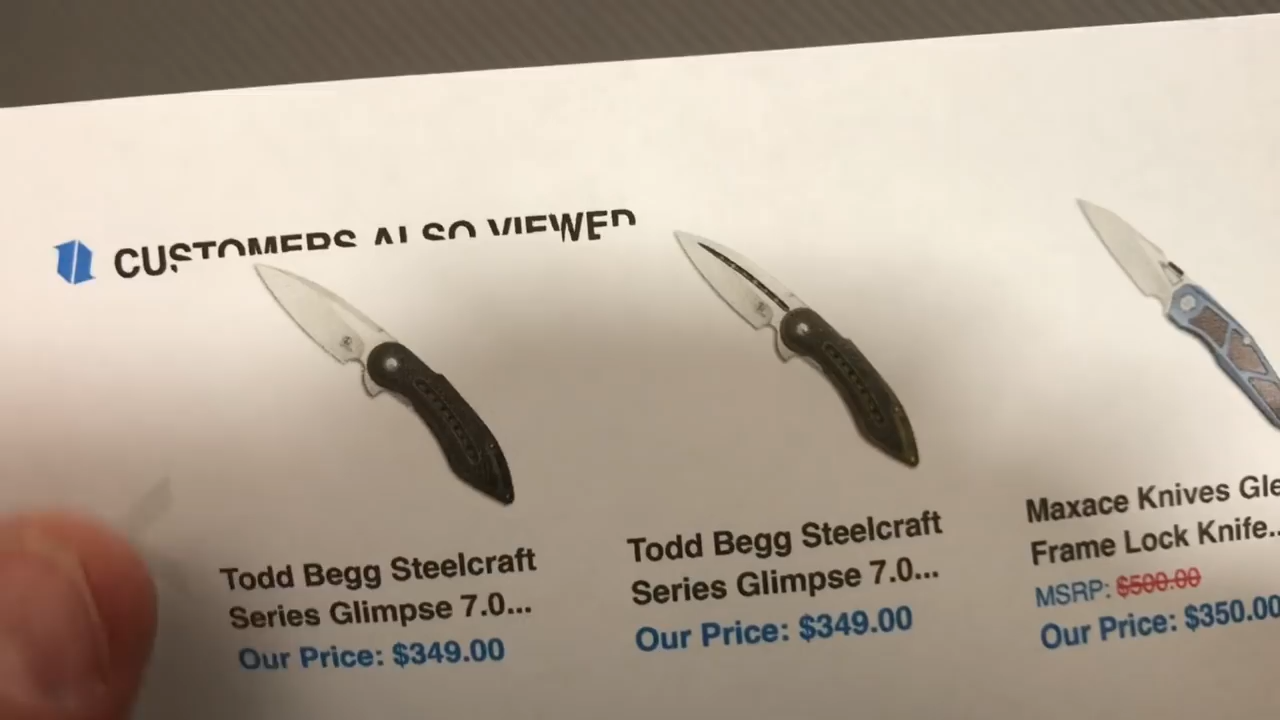 CUSTOMERS ALSO VIEWED
Todd Begg Steelcraft
Series Glimpse 7.0...
Our Price: $349.00
Todd Begg Steelcraft
Series Glimpse 7.0...
Our Price: $349.00
Maxace Knives Gle
Frame Lock Knife...
MSRP: $500.00
Our Price: $350.00